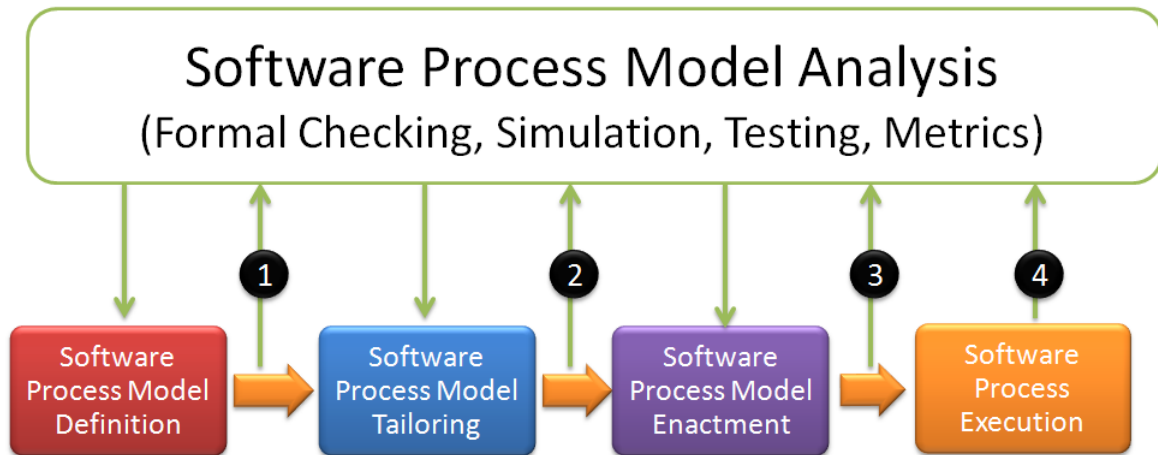 Software Process Model Analysis
(Formal Checking, Simulation, Testing, Metrics)
1
2
3
4
Software
Process Model
Definition
Software
Process Model
Tailoring
Software
Process Model
Enactment
Software
Process
Execution